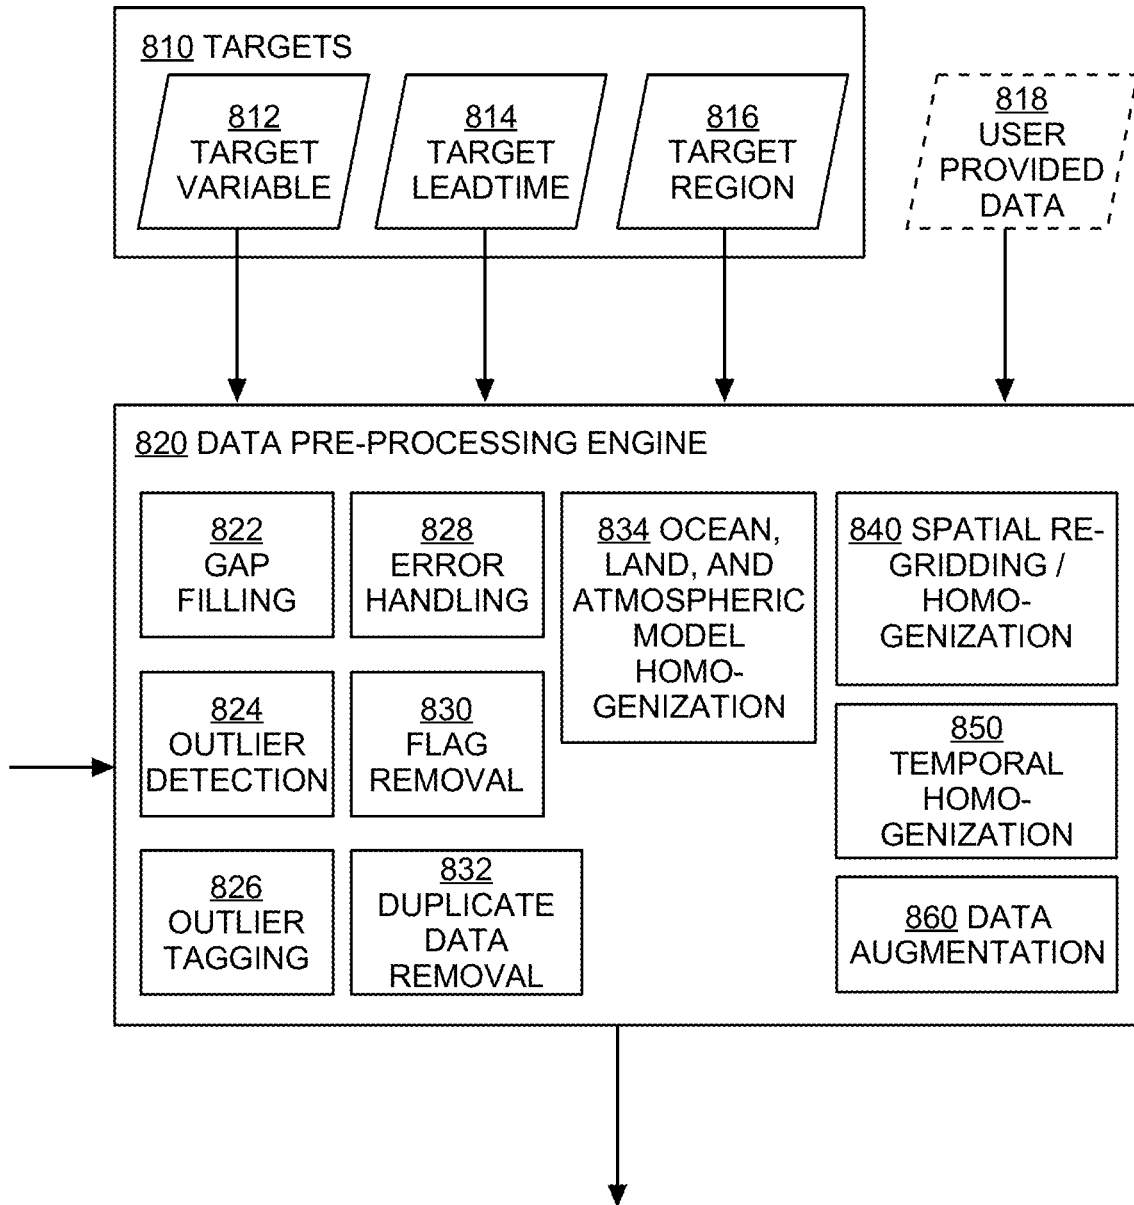 810 TARGETS
812
TARGET
VARIABLE
814
TARGET
LEADTIME
816
TARGET
REGION
818
USER
PROVIDED
DATA
820 DATA PRE-PROCESSING ENGINE
822
GAP
FILLING
828
ERROR
HANDLING
834 OCEAN,
LAND, AND
ATMOSPHERIC
MODEL
HOMO-
GENIZATION
840 SPATIAL RE-
GRIDDING /
HOMO-
GENIZATION
824
OUTLIER
DETECTION
830
FLAG
REMOVAL
850
TEMPORAL
HOMO-
GENIZATION
826
OUTLIER
TAGGING
832
DUPLICATE
DATA
REMOVAL
860 DATA
AUGMENTATION